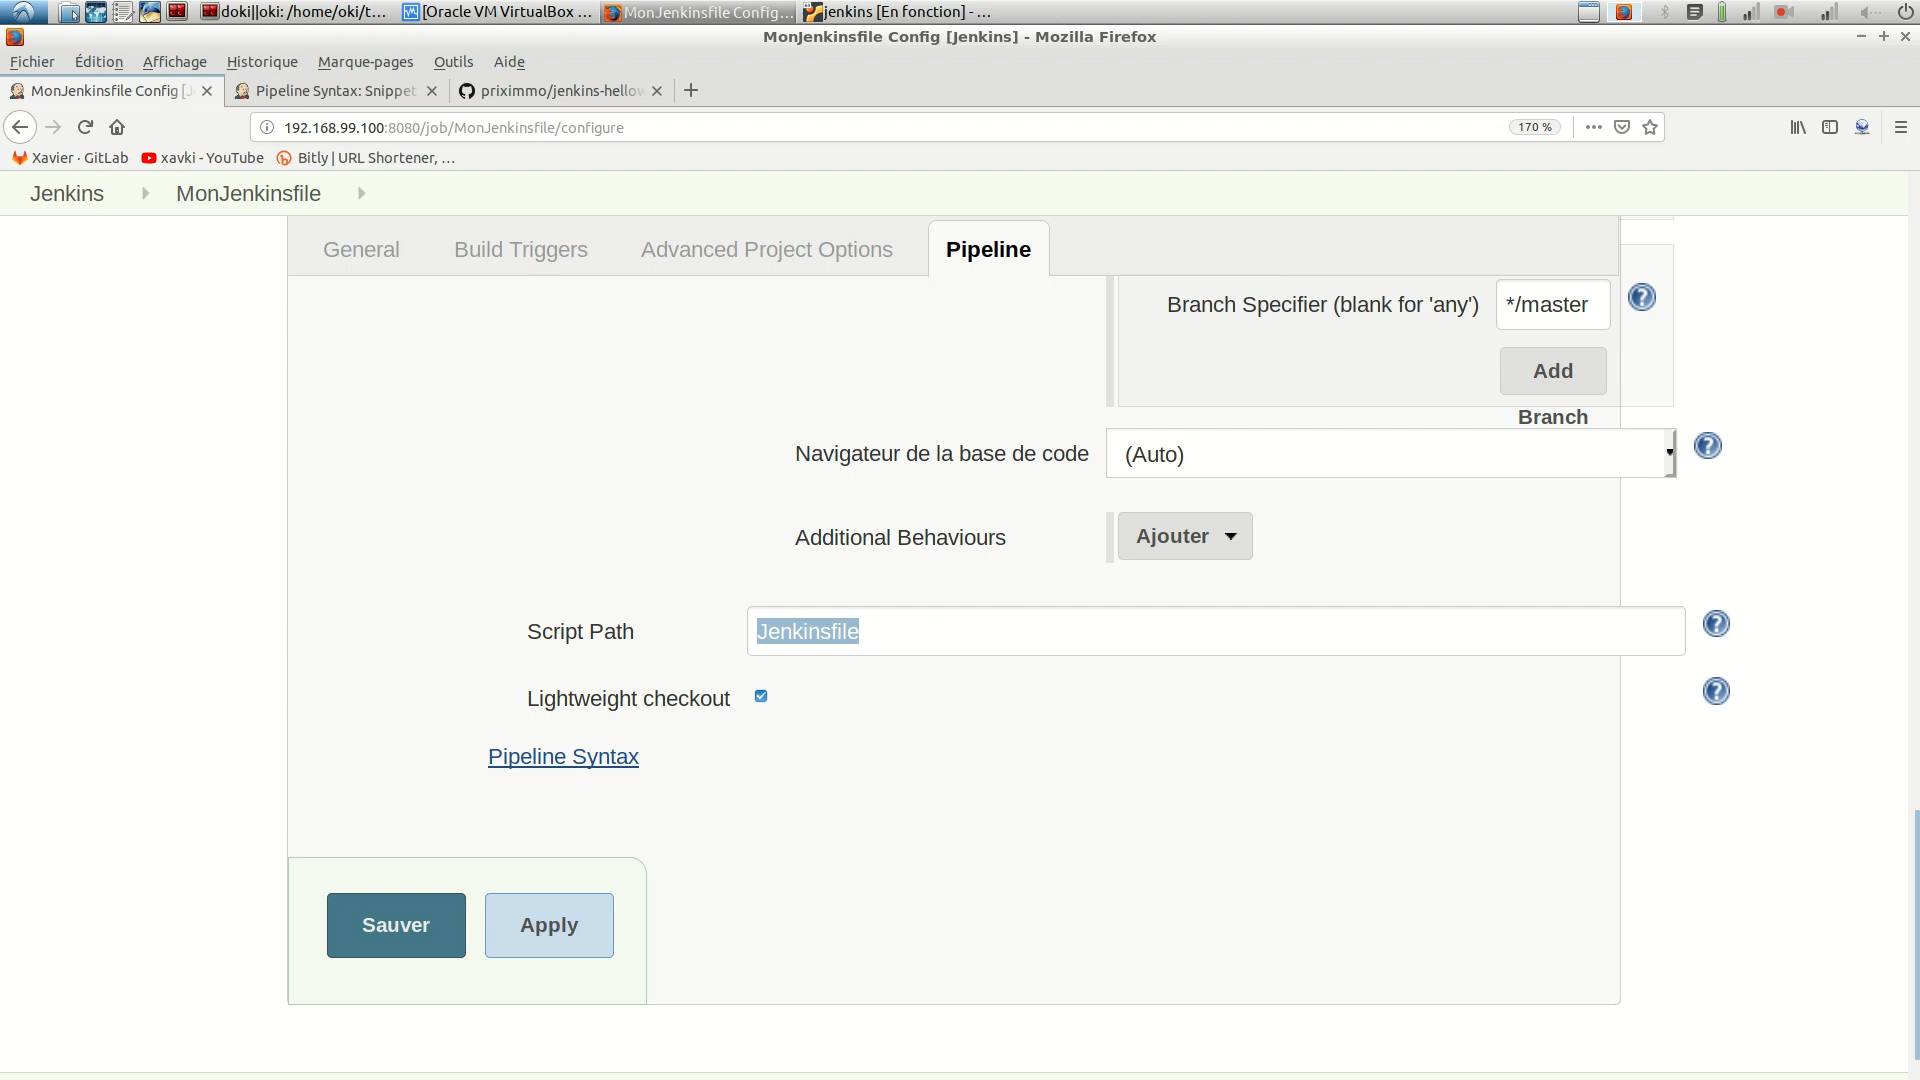 doki||oki: /home/oki/t... [Oracle VM VirtualBox ... MonJenkinsfile Config... jenkins [En fonction] - ...
MonJenkinsfile Config [Jenkins] - Mozilla Firefox
Fichier Édition Affichage Historique Marque-pages Outils Aide
MonJenkinsfile Config [J Pipeline Syntax: Snippet priximmo/jenkins-hellow
192.168.99.100:8080/job/MonJenkinsfile/configure 170 %
Xavier · GitLab xavki - YouTube Bitly | URL Shortener, ...
Jenkins MonJenkinsfile
General Build Triggers Advanced Project Options Pipeline
Branch Specifier (blank for 'any') */master
Add
Branch
Navigateur de la base de code (Auto)
Additional Behaviours Ajouter
Script Path Jenkinsfile
Lightweight checkout
Pipeline Syntax
Sauver Apply